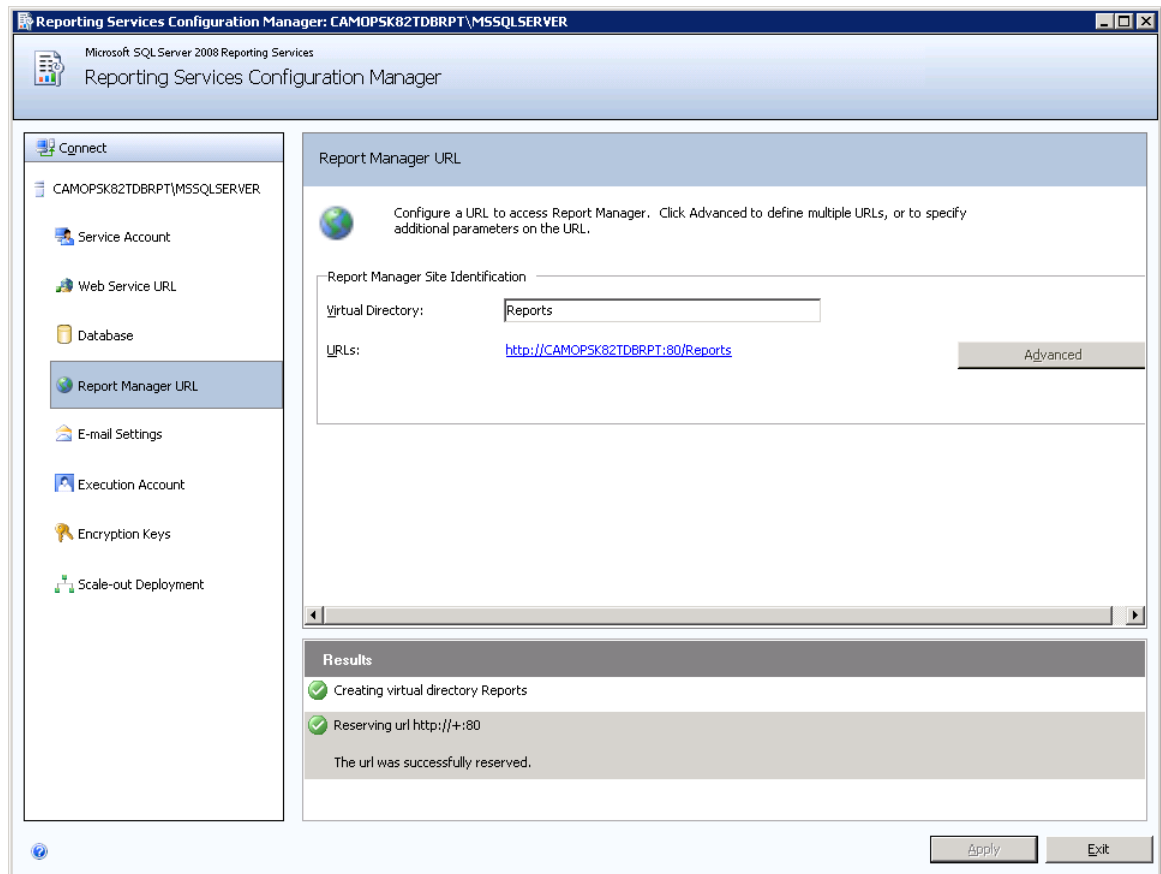 Reporting Services Configuration Manager: CAMOPSK82TDBRPT\MSSQLSERVER
Microsoft SQL Server 2008 Reporting Services
Reporting Services Configuration Manager
Connect
CAMOPSK82TDBRPT\MSSQLSERVER
Service Account
Web Service URL
Database
Report Manager URL
E-mail Settings
Execution Account
Encryption Keys
Scale-out Deployment
Report Manager URL
Configure a URL to access Report Manager. Click Advanced to define multiple URLs, or to specify
additional parameters on the URL.
Report Manager Site Identification
Virtual Directory:
Reports
URLs:
http://CAMOPSK82TDBRPT:80/Reports
Advanced
Results
Creating virtual directory Reports
Reserving url http://+:80
The url was successfully reserved.
Apply
Exit